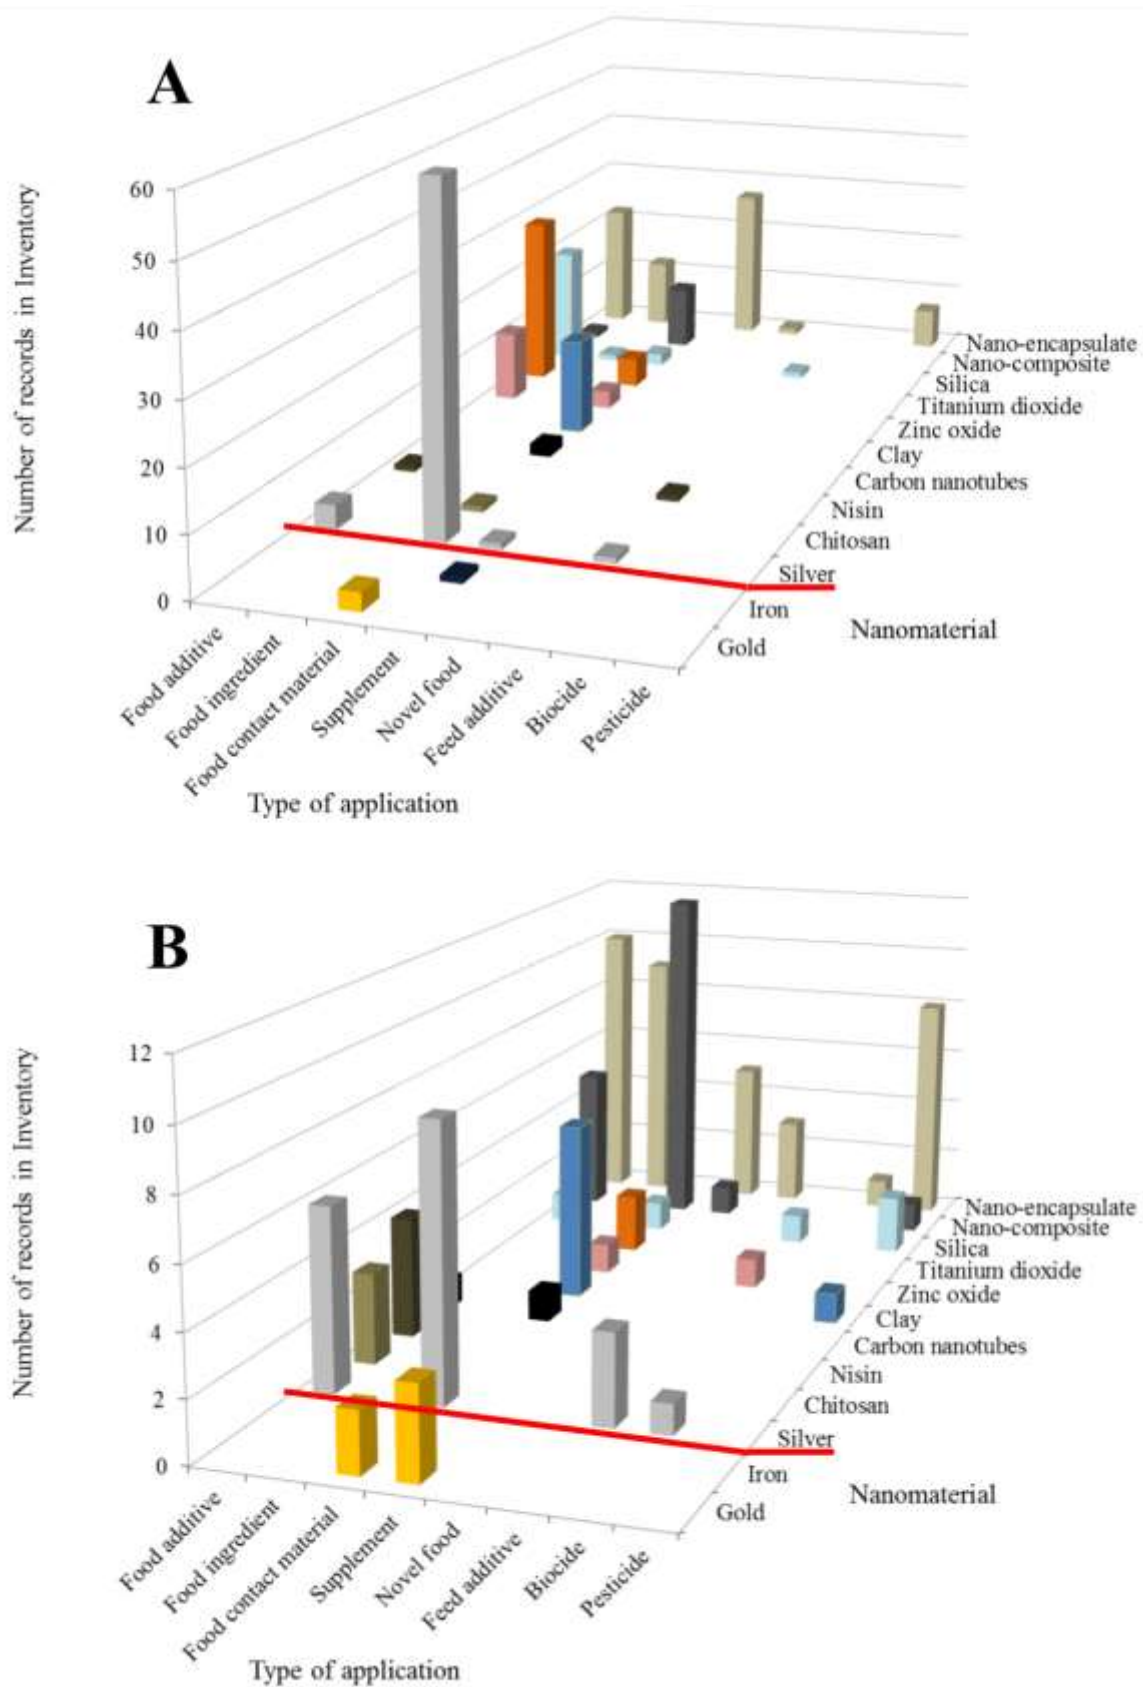 A
Number of records in Inventory
60
50
40
30
20
10
0
Food additive
Food ingredient
Food contact material
Supplement
Novel food
Feed additive
Biocide
Pesticide
Type of application
Nano-encapsulate
Nano-composite
Silica
Titanium dioxide
Zinc oxide
Clay
Carbon nanotubes
Nisin
Chitosan
Silver
Iron
Gold
Nanomaterial
B
Number of records in Inventory
12
10
8
6
4
2
0
Food additive
Food ingredient
Food contact material
Supplement
Novel food
Feed additive
Biocide
Pesticide
Type of application
Nano-encapsulate
Nano-composite
Silica
Titanium dioxide
Zinc oxide
Clay
Carbon nanotubes
Nisin
Chitosan
Silver
Iron
Gold
Nanomaterial